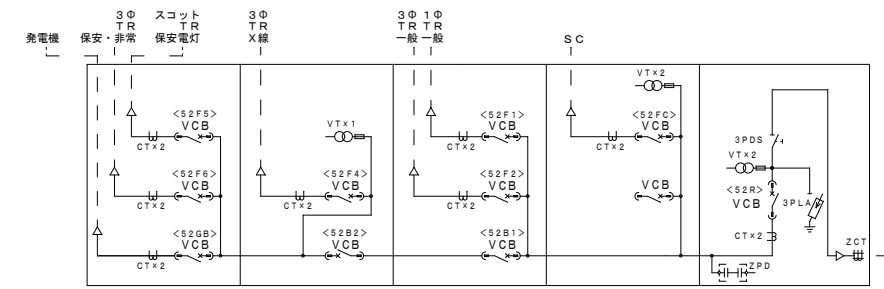 3Φ スコット 3Φ 3Φ 1Φ
TR TR TR TR TR
発電機 保安・非常 保安電灯 X線 一般 一般 SC
VT×2
<52F5> <52F1> <52FC>
VCB VT×1 VCB VCB
CT×2 CT×2 CT×2 3PDS
VT×2
<52F6> <52F4> <52F2>
VCB VCB VCB VCB <52R>
VCB 3PLA
CT×2 CT×2 CT×2
<52GB> <52B2> <52B1> CT×2 ZCT
VCB VCB VCB
CT×2 ZPD